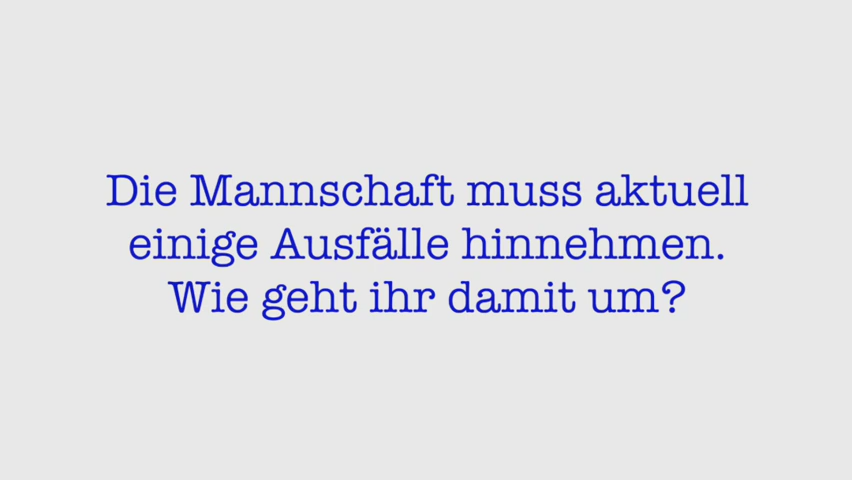 Die Mannschaft muss aktuell
einige Ausfälle hinnehmen.
Wie geht ihr damit um?